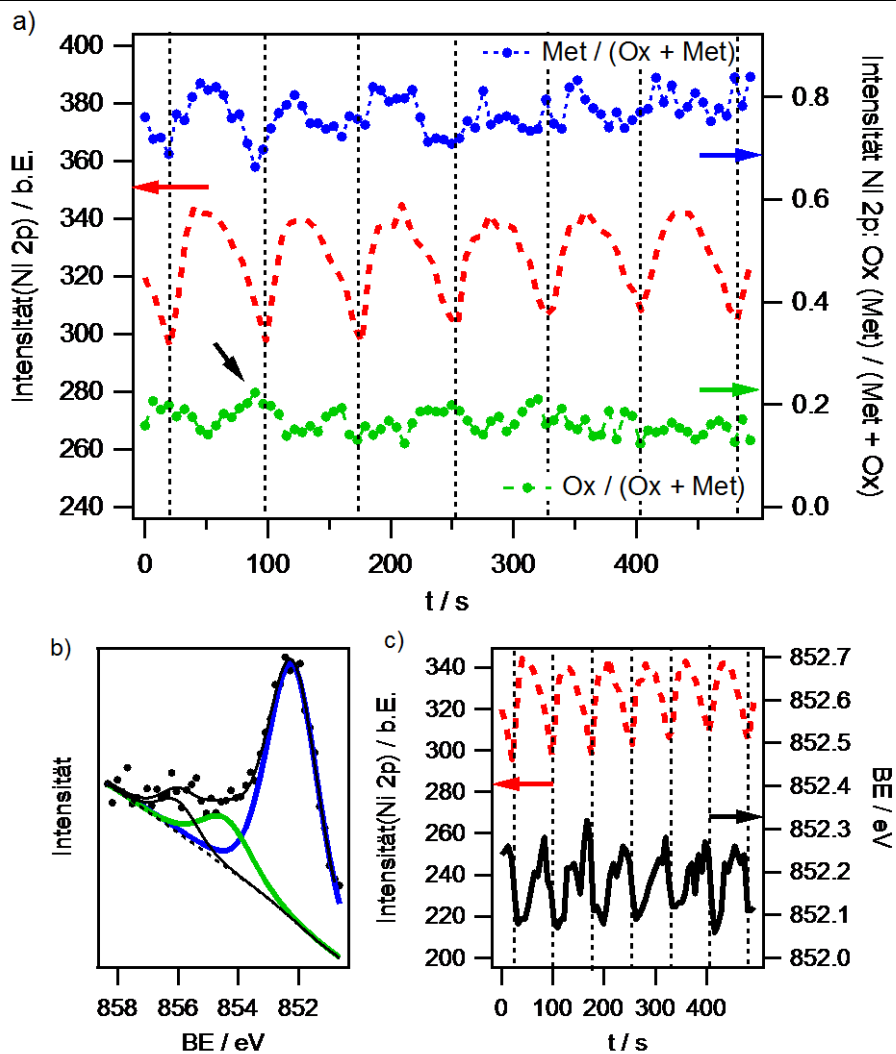 a)
400
380
360
340
320
300
280
260
240
Intensität(Ni 2p) / b.E.
Met / (Ox + Met)
Ox / (Ox + Met)
0.8
0.6
0.4
0.2
0.0
Intensität Ni 2p: Ox (Met) / (Met + Ox)
0 100 200 300 400
t / s
b)
Intensität
858 856 854 852
BE / eV
c)
340
320
300
280
260
240
220
200
Intensität(Ni 2p) / b.E.
852.7
852.6
852.5
852.4
852.3
852.2
852.1
852.0
BE / eV
0 100 200 300 400
t / s